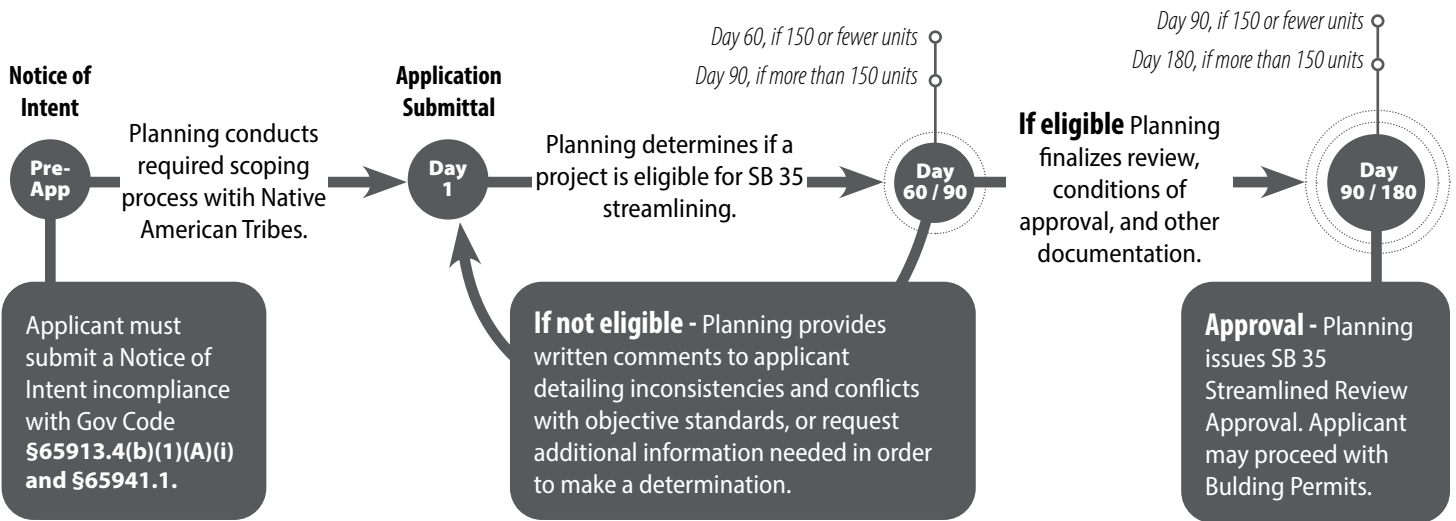 Notice of
Intent
Pre-
App
Planning conducts
required scoping
process witih Native
American Tribes.
Applicant must
submit a Notice of
Intent incompliance
with Gov Code
§65913.4(b)(1)(A)(i)
and §65941.1.
Application
Submittal
Day
1
Planning determines if a
project is eligible for SB 35
streamlining.
Day 60, if 150 or fewer units
Day 90, if more than 150 units
Day
60 / 90
If not eligible - Planning provides
written comments to applicant
detailing inconsistencies and conflicts
with objective standards, or request
additional information needed in order
to make a determination.
If eligible Planning
finalizes review,
conditions of
approval, and other
documentation.
Day 90, if 150 or fewer units
Day 180, if more than 150 units
Day
90 / 180
Approval - Planning
issues SB 35
Streamlined Review
Approval. Applicant
may proceed with
Bulding Permits.